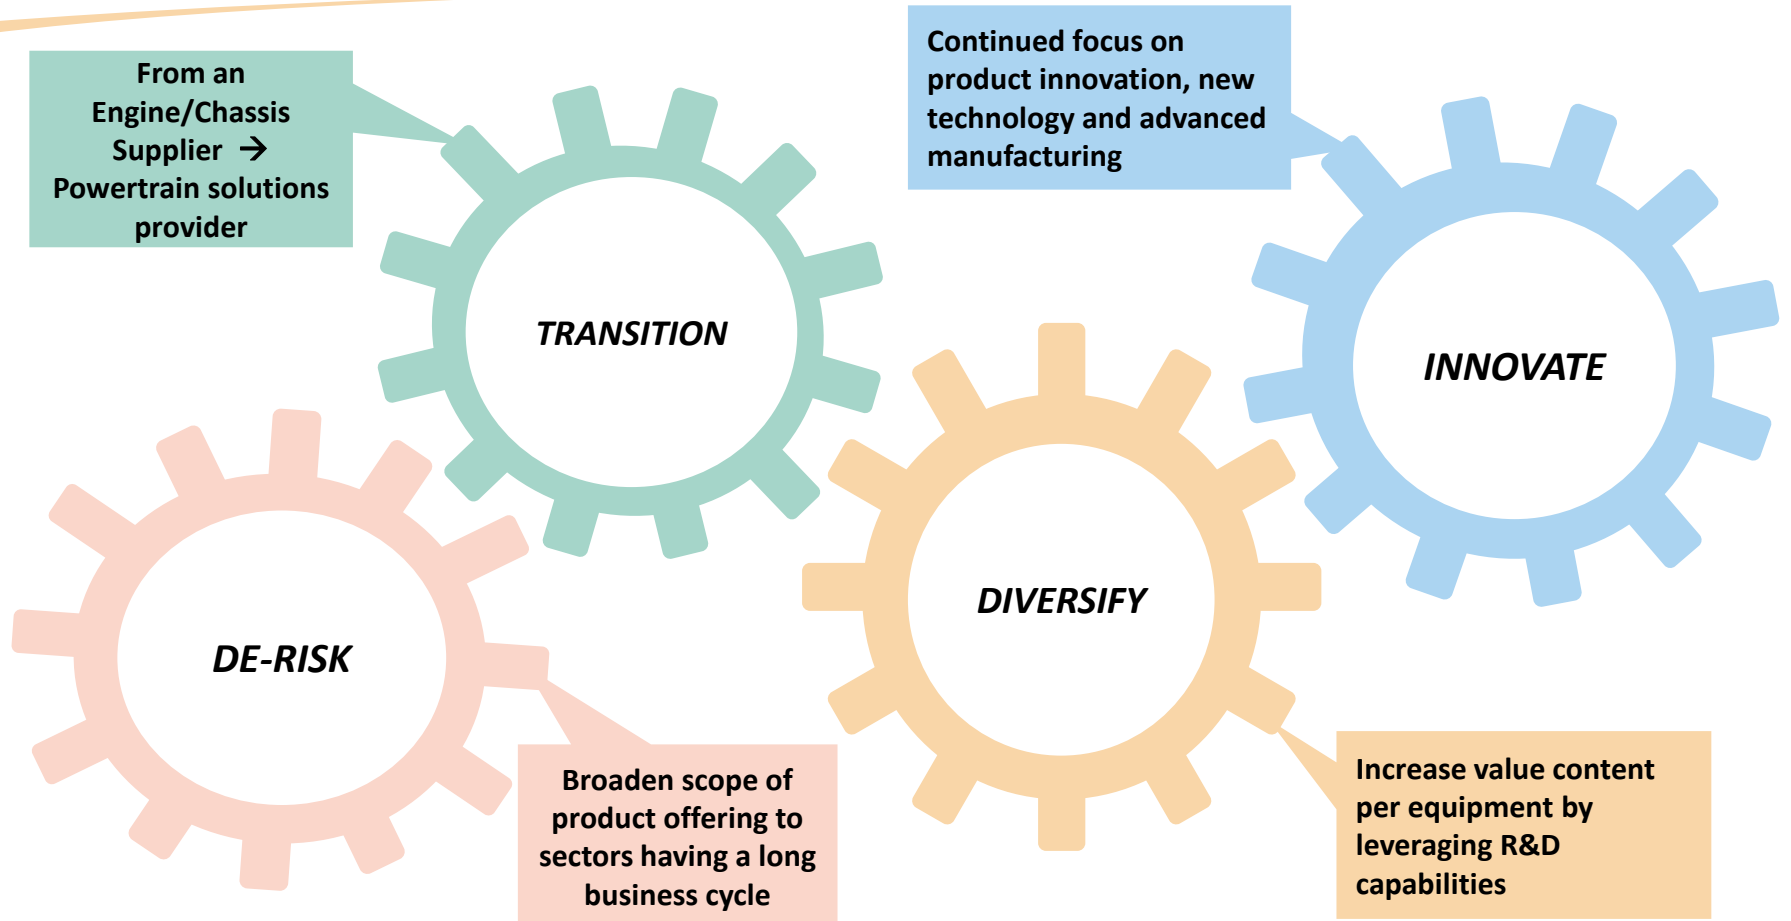 From an
Engine/Chassis
Supplier →
Powertrain solutions
provider
TRANSITION
Continued focus on
product innovation, new
technology and advanced
manufacturing
INNOVATE
DE-RISK
Broaden scope of
product offering to
sectors having a long
business cycle
DIVERSIFY
Increase value content
per equipment by
leveraging R&D
capabilities